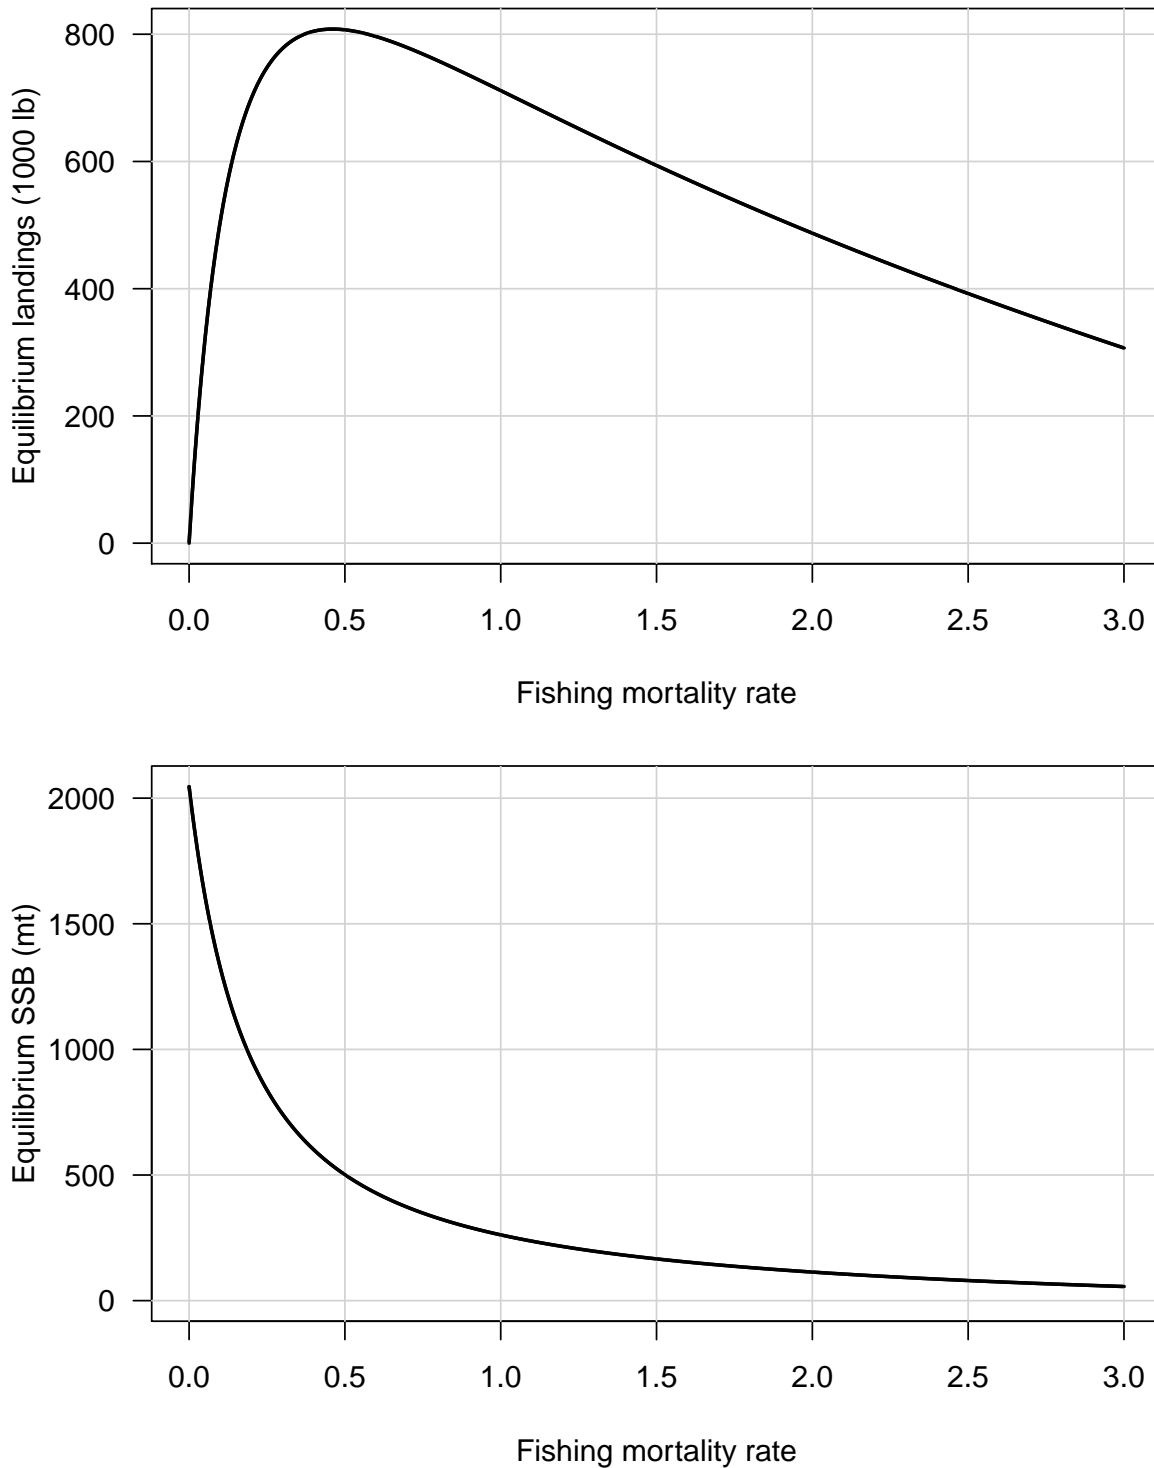 Equilibrium landings (1000 lb)
800
600
400
200
0
0.0 0.5 1.0 1.5 2.0 2.5 3.0
Fishing mortality rate
Equilibrium SSB (mt)
2000
1500
1000
500
0
0.0 0.5 1.0 1.5 2.0 2.5 3.0
Fishing mortality rate